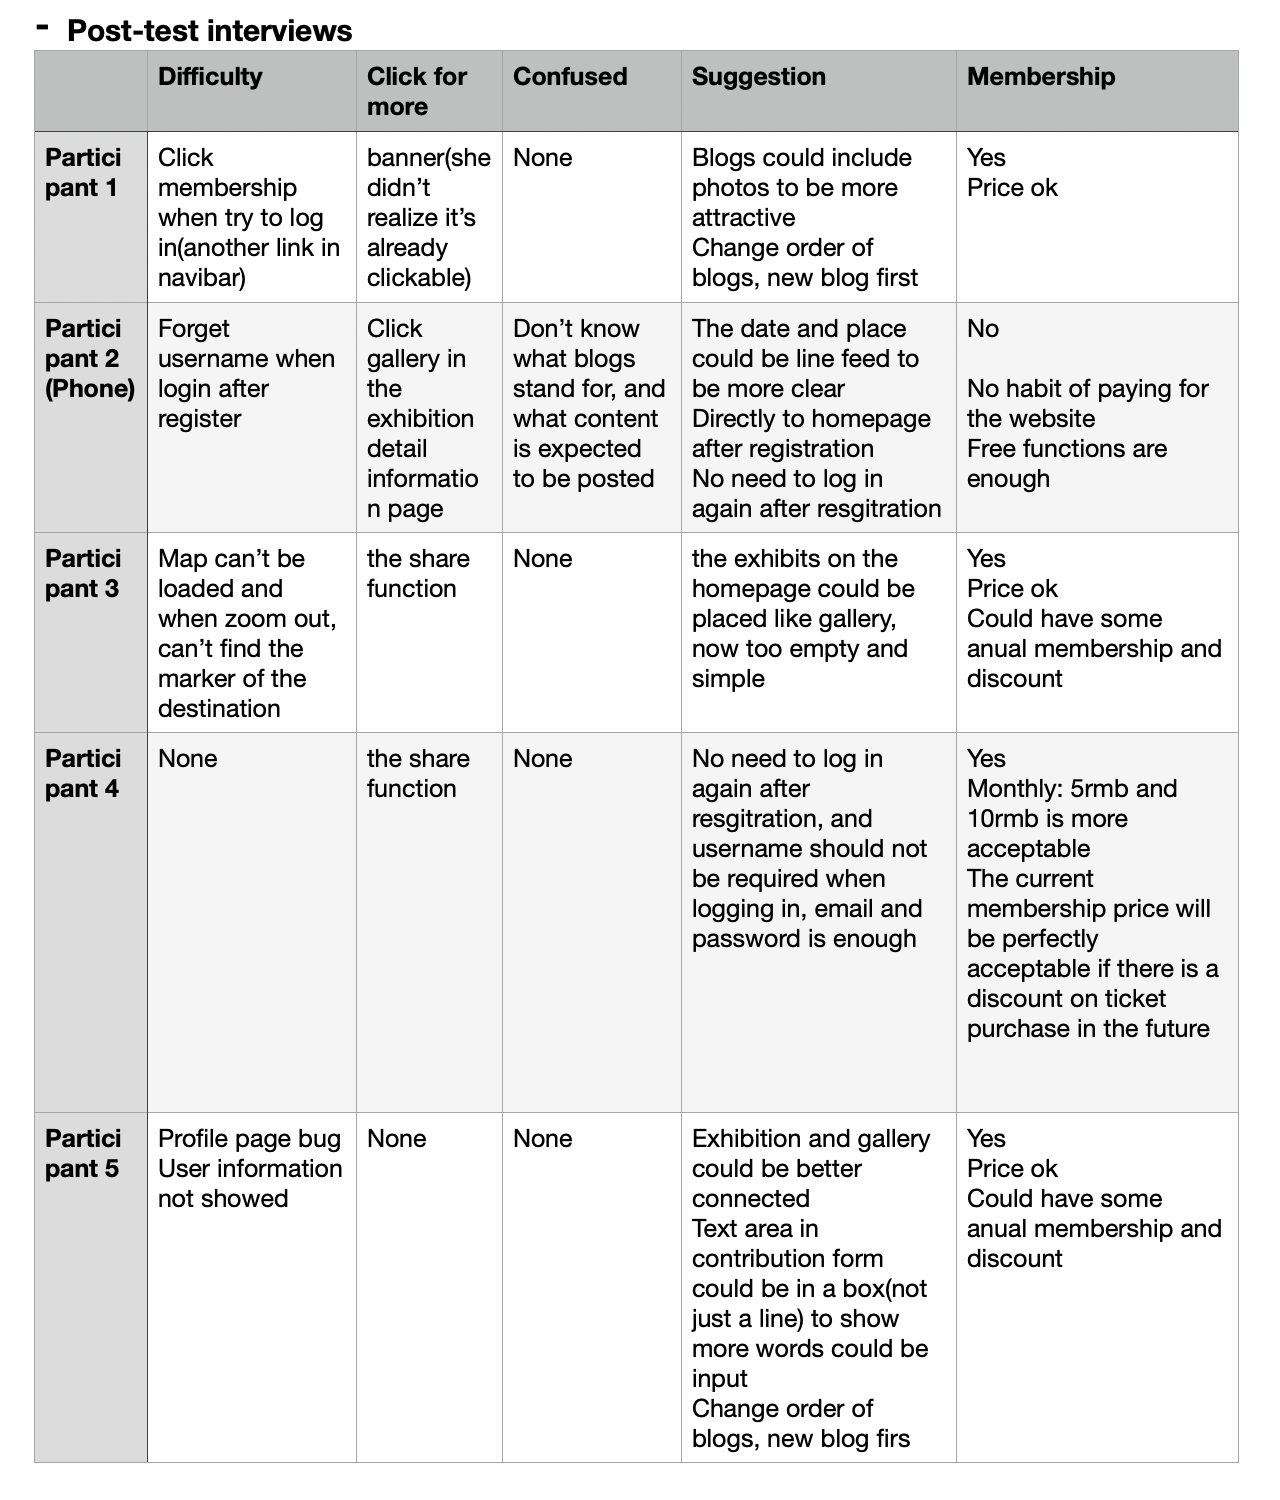 - Post-test interviews
Difficulty
Click for
more
Confused
Suggestion
Membership
Partici
pant 1
Click
membership
when try to log
in(another link in
navibar)
banner(she
didn’t
realize it’s
already
clickable)
None
Blogs could include
photos to be more
attractive
Change order of
blogs, new blog first
Yes
Price ok
Partici
pant 2
(Phone)
Forget
username when
login after
register
Click
gallery in
the
exhibition
detail
informatio
n page
Don’t know
what blogs
stand for, and
what content
is expected
to be posted
The date and place
could be line feed to
be more clear
Directly to homepage
after registration
No need to log in
again after resgitration
No
No habit of paying for
the website
Free functions are
enough
Partici
pant 3
Map can’t be
loaded and
when zoom out,
can’t find the
marker of the
destination
the share
function
None
the exhibits on the
homepage could be
placed like gallery,
now too empty and
simple
Yes
Price ok
Could have some
anual membership and
discount
Partici
pant 4
None
the share
function
None
No need to log in
again after
resgitration, and
username should not
be required when
logging in, email and
password is enough
Yes
Monthly: 5rmb and
10rmb is more
acceptable
The current
membership price will
be perfectly
acceptable if there is a
discount on ticket
purchase in the future
Partici
pant 5
Profile page bug
User information
not showed
None
None
Exhibition and gallery
could be better
connected
Text area in
contribution form
could be in a box(not
just a line) to show
more words could be
input
Change order of
blogs, new blog firs
Yes
Price ok
Could have some
anual membership and
discount